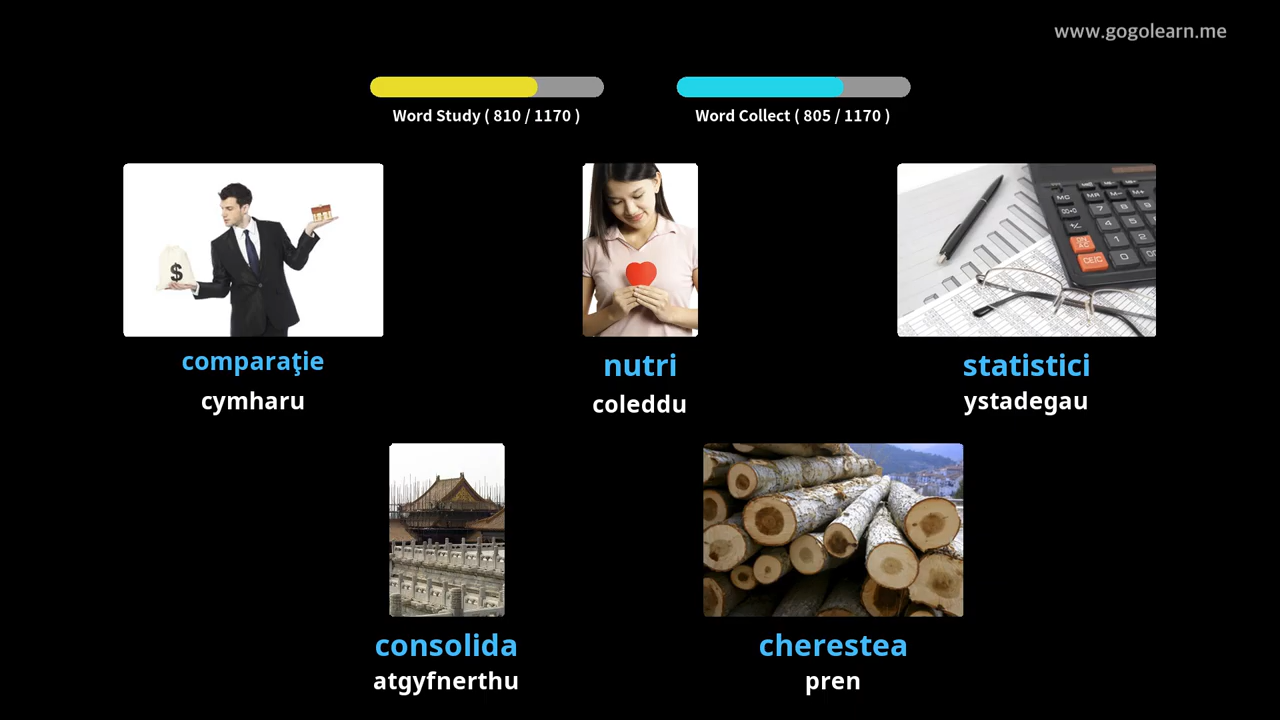 www.gogolearn.me
Word Study ( 810 / 1170 )
Word Collect ( 805 / 1170 )
comparaţie
cymharu
nutri
coleddu
statistici
ystadegau
consolida
atgyfnerthu
cherestea
pren